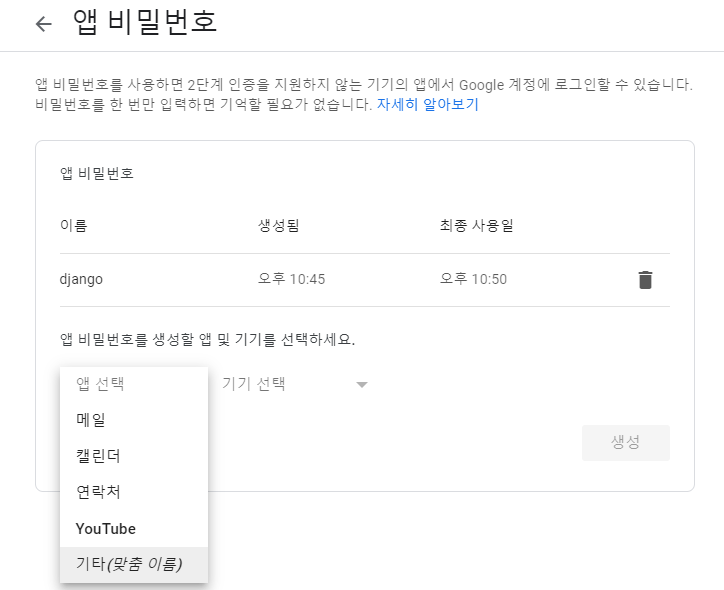 앱 비밀번호
앱 비밀번호를 사용하면 2단계 인증을 지원하지 않는 기기의 앱에서 Google 계정에 로그인할 수 있습니다.
비밀번호를 한 번만 입력하면 기억할 필요가 없습니다. 자세히 알아보기
앱 비밀번호
이름 생성됨 최종 사용일
django 오후 10:45 오후 10:50
앱 비밀번호를 생성할 앱 및 기기를 선택하세요.
앱 선택 기기 선택
메일
캘린더
생성
연락처
YouTube
기타(맞춤 이름)